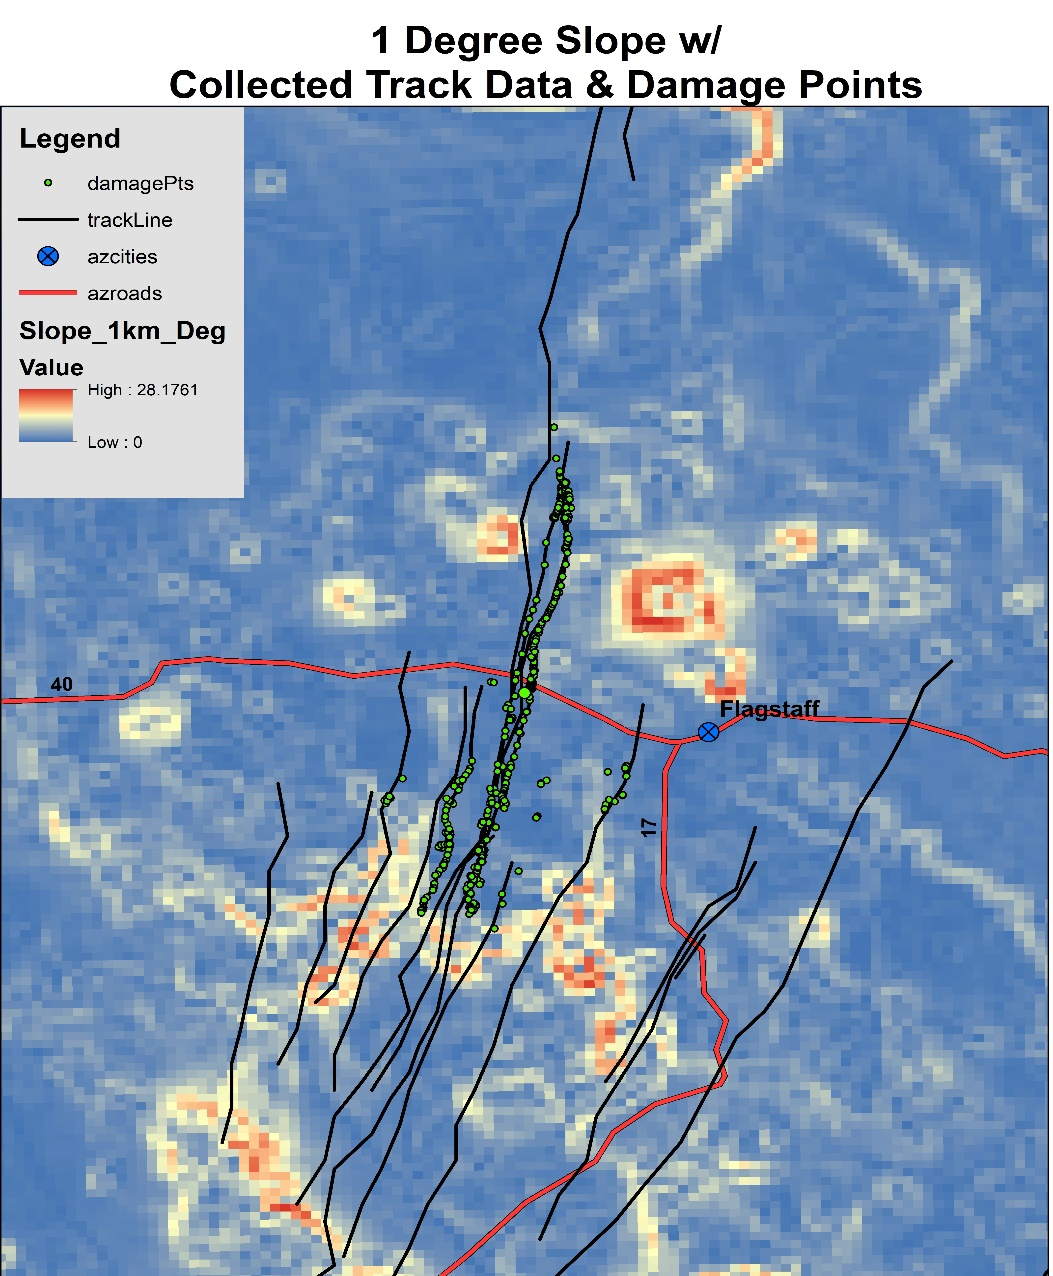 1 Degree Slope w/
Collected Track Data & Damage Points
Legend
damagePts
trackLine
azcities
azroads
Slope_1km_Deg
Value
High : 28.1761
Low : 0
40
Flagstaff
17